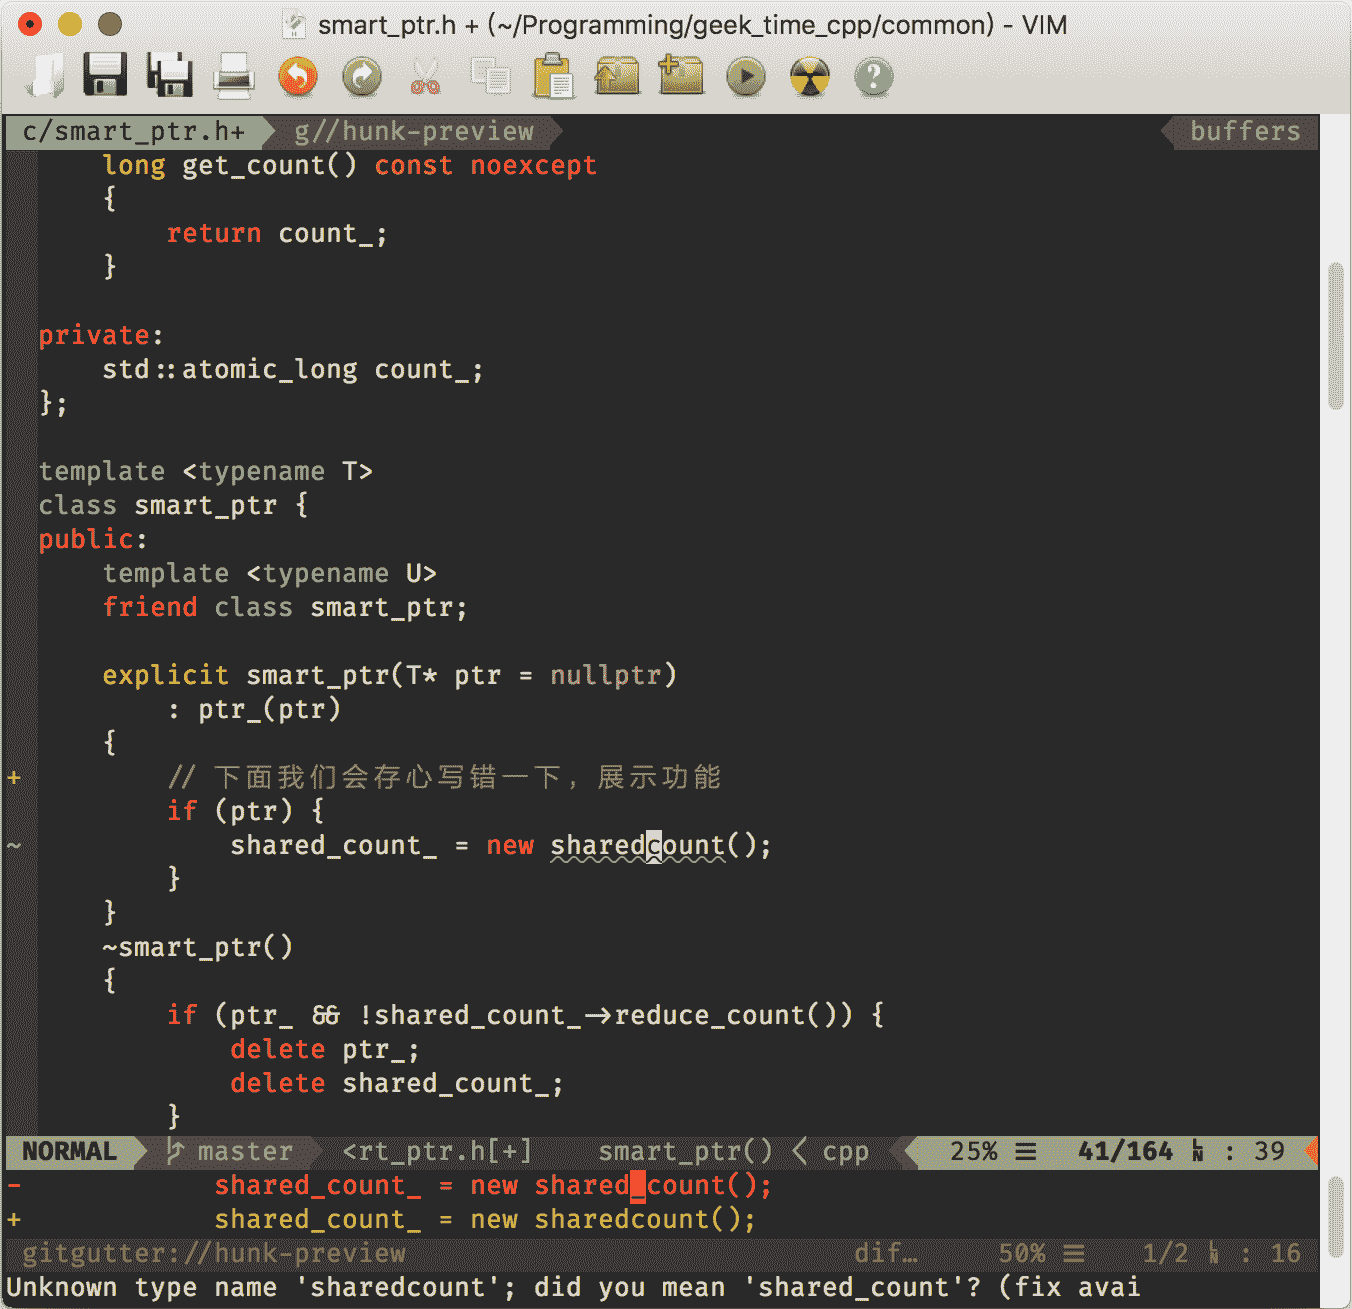 smart_ptr.h + (~/Programming/geek_time_cpp/common) - VIM
c/smart_ptr.h+ g//hunk-preview buffers
long get_count() const noexcept
{
return count_;
}
private:
std::atomic_long count_;
};
template <typename T>
class smart_ptr {
public:
template <typename U>
friend class smart_ptr;
explicit smart_ptr(T* ptr = nullptr)
: ptr_(ptr)
{
+ // 下面我们会存心写错一下，展示功能
if (ptr) {
~ shared_count_ = new sharedcount();
}
}
~smart_ptr()
{
if (ptr_ && !shared_count_->reduce_count()) {
delete ptr_;
delete shared_count_;
}
NORMAL master <rt_ptr.h[+] smart_ptr() < cpp 25% ☰ 41/164 ␤ : 39
- shared_count_ = new shared_count();
+ shared_count_ = new sharedcount();
gitgutter://hunk-preview dif… 50% ☰ 1/2 ␤ : 16
Unknown type name 'sharedcount'; did you mean 'shared_count'? (fix avai